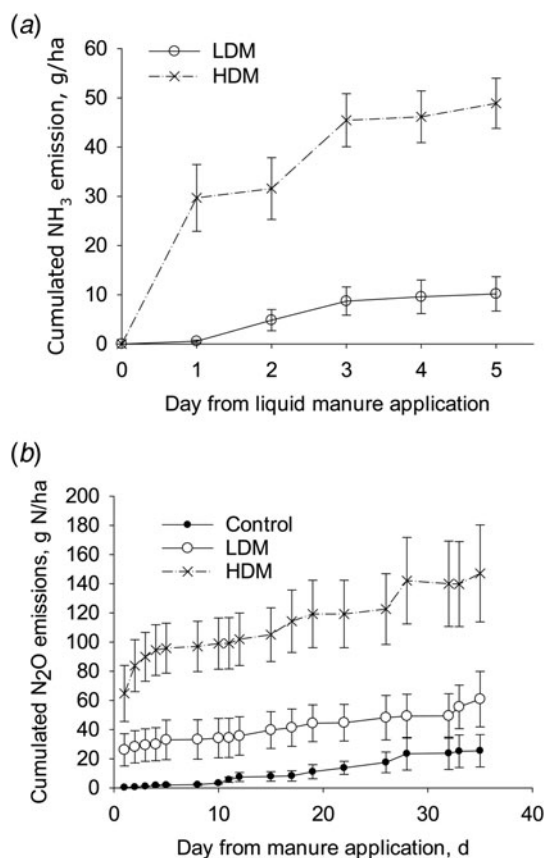 (a)
60
50
40
30
20
10
0
Cumulated NH3 emission, g/ha
LDM
HDM
0 1 2 3 4 5
Day from liquid manure application
(b)
200
180
160
140
120
100
80
60
40
20
0
Cumulated N2O emissions, g N/ha
Control
LDM
HDM
0 10 20 30 40
Day from manure application, d